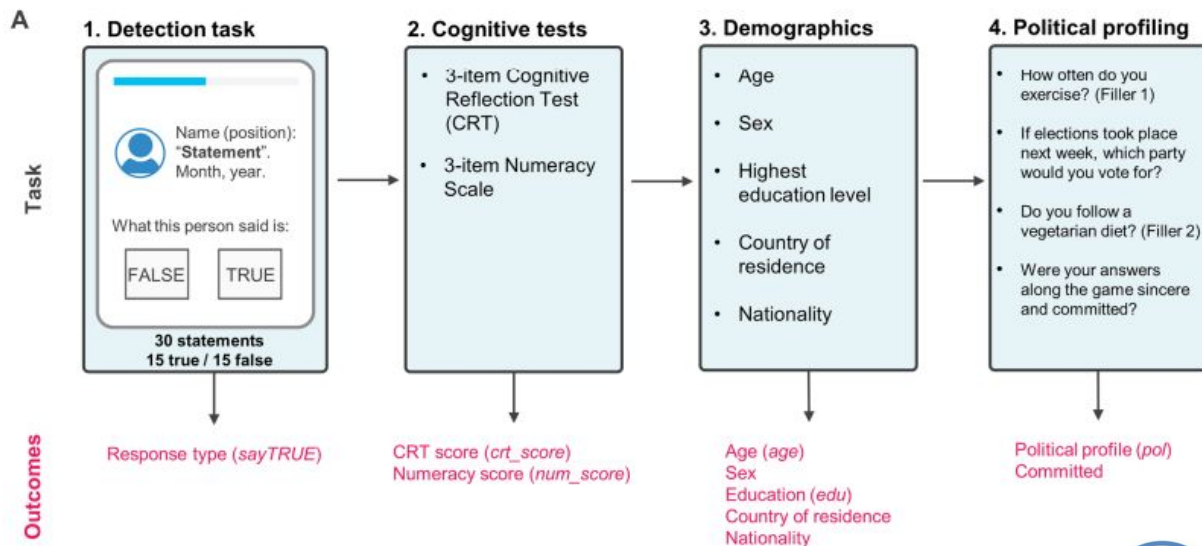 A
1. Detection task
Name (position):
"Statement".
Month, year.
What this person said is:
FALSE
TRUE
30 statements
15 true / 15 false
2. Cognitive tests
• 3-item Cognitive
Reflection Test
(CRT)
• 3-item Numeracy
Scale
3. Demographics
• Age
• Sex
• Highest
education level
• Country of
residence
• Nationality
4. Political profiling
• How often do you
exercise? (Filler 1)
• If elections took place
next week, which party
would you vote for?
• Do you follow a
vegetarian diet? (Filler 2)
• Were your answers
along the game sincere
and committed?
Task
Outcomes
Response type (sayTRUE)
CRT score (crt_score)
Numeracy score (num_score)
Age (age)
Sex
Education (edu)
Country of residence
Nationality
Political profile (pol)
Committed